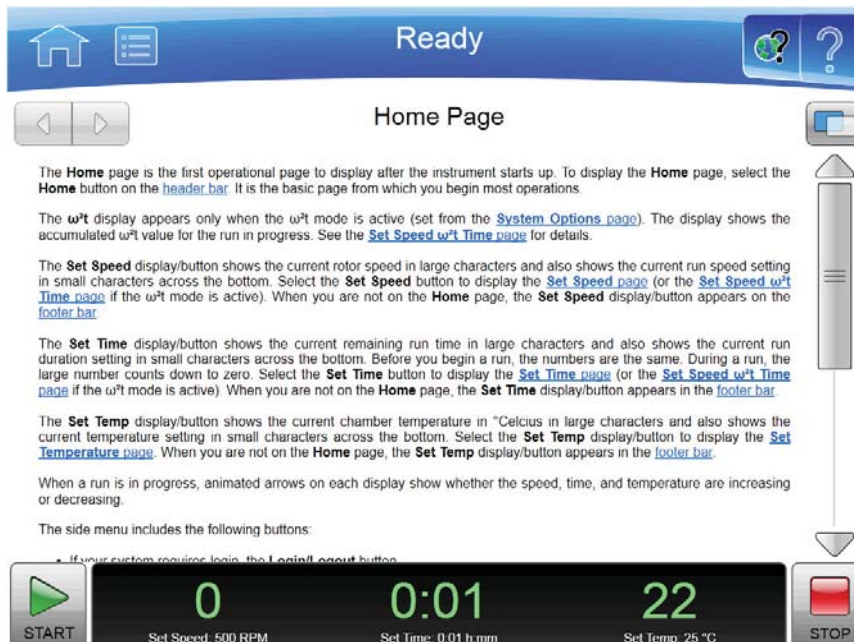 Ready
Home Page
The Home page is the first operational page to display after the instrument starts up. To display the Home page, select the
Home button on the header bar. It is the basic page from which you begin most operations.
The ω²t display appears only when the ω²t mode is active (set from the System Options page). The display shows the
accumulated ω²t value for the run in progress. See the Set Speed ω²t Time page for details.
The Set Speed display/button shows the current rotor speed in large characters and also shows the current run speed setting
in small characters across the bottom. Select the Set Speed button to display the Set Speed page (or the Set Speed ω²t
Time page if the ω²t mode is active). When you are not on the Home page, the Set Speed display/button appears on the
footer bar.
The Set Time display/button shows the current remaining run time in large characters and also shows the current run
duration setting in small characters across the bottom. Before you begin a run, the numbers are the same. During a run, the
large number counts down to zero. Select the Set Time button to display the Set Time page (or the Set Speed ω²t Time
page if the ω²t mode is active). When you are not on the Home page, the Set Time display/button appears in the footer bar.
The Set Temp display/button shows the current chamber temperature in °Celcius in large characters and also shows the
current temperature setting in small characters across the bottom. Select the Set Temp display/button to display the Set
Temperature page. When you are not on the Home page, the Set Temp display/button appears in the footer bar.
When a run is in progress, animated arrows on each display show whether the speed, time, and temperature are increasing
or decreasing.
The side menu includes the following buttons:
• If your system requires login, the Login/Logout button
0 0:01 22
START Set Speed: 500 RPM Set Time: 0:01 h:mm Set Temp: 25 °C STOP